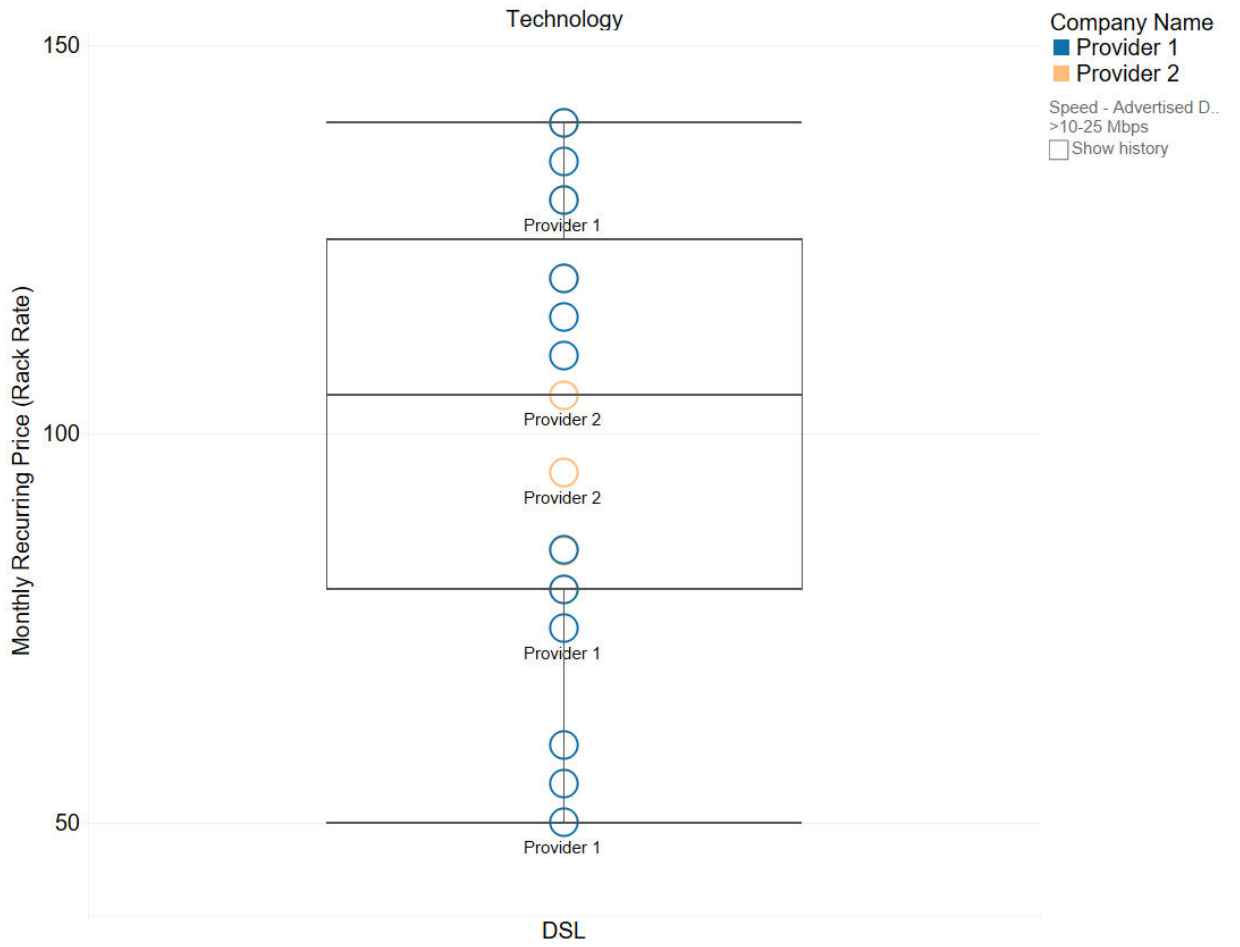 Technology
Company Name
Provider 1
Provider 2
Speed - Advertised D..
>10-25 Mbps
Show history
Monthly Recurring Price (Rack Rate)
150
100
50
Provider 1
Provider 2
Provider 2
Provider 1
Provider 1
DSL